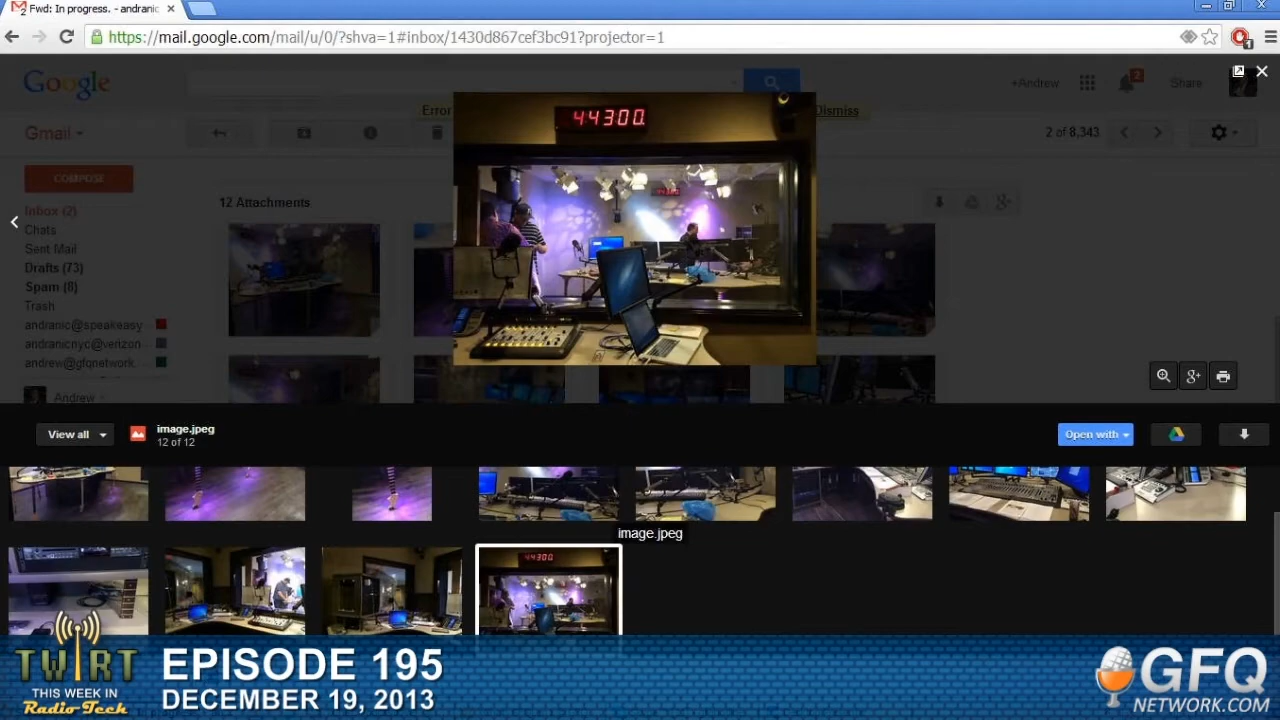 Fwd: In progress. - andranic
https://mail.google.com/mail/u/0/?shva=1#inbox/1430d867cef3bc91?projector=1
1
Google
+Andrew
2
Share
Error
Dismiss
44300
Gmail
2 of 8,343
COMPOSE
Inbox (2)
12 Attachments
Chats
Sent Mail
Drafts (73)
Spam (8)
Trash
andranic@speakeasy
andranicnyc@verizon
andrew@gfqnetwork.
Andrew
View all
image.jpeg
12 of 12
Open with
image.jpeg
44300
TWiRT
THIS WEEK IN
Radio Tech
EPISODE 195
DECEMBER 19, 2013
GFQ
NETWORK.COM